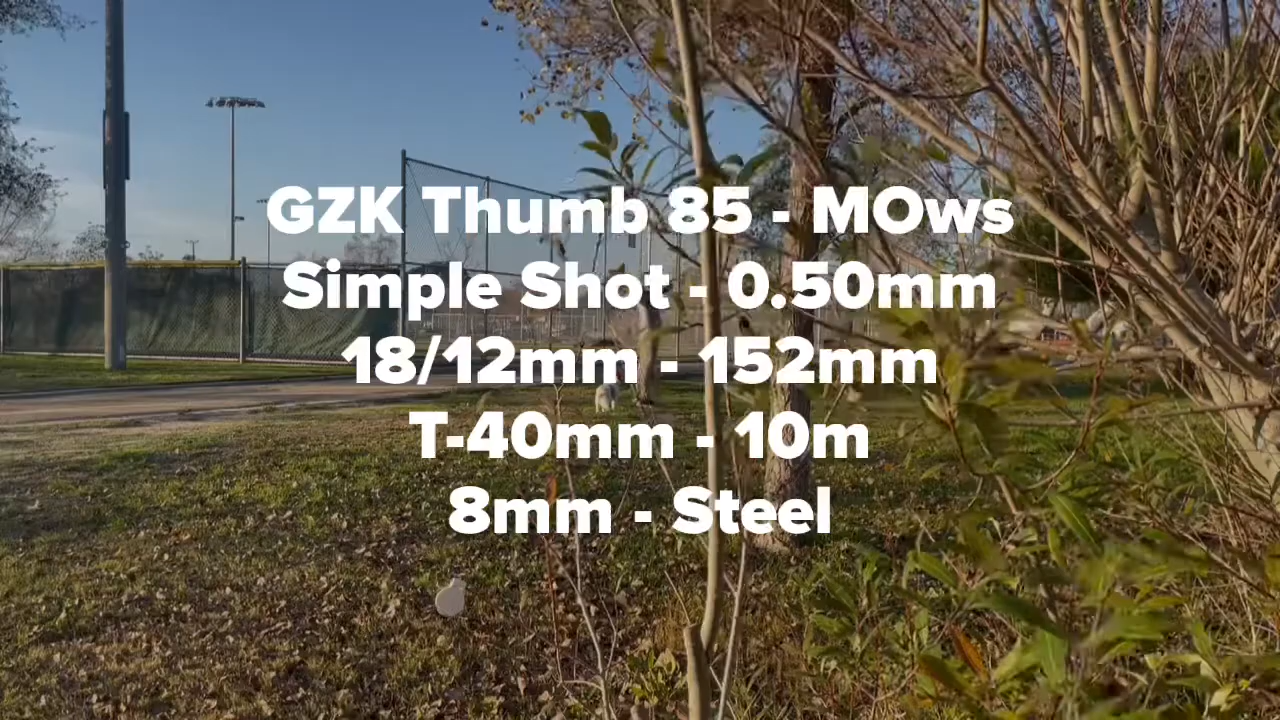 GZK Thumb 85 - MOws
Simple Shot - 0.50mm
18/12mm - 152mm
T-40mm - 10m
8mm - Steel